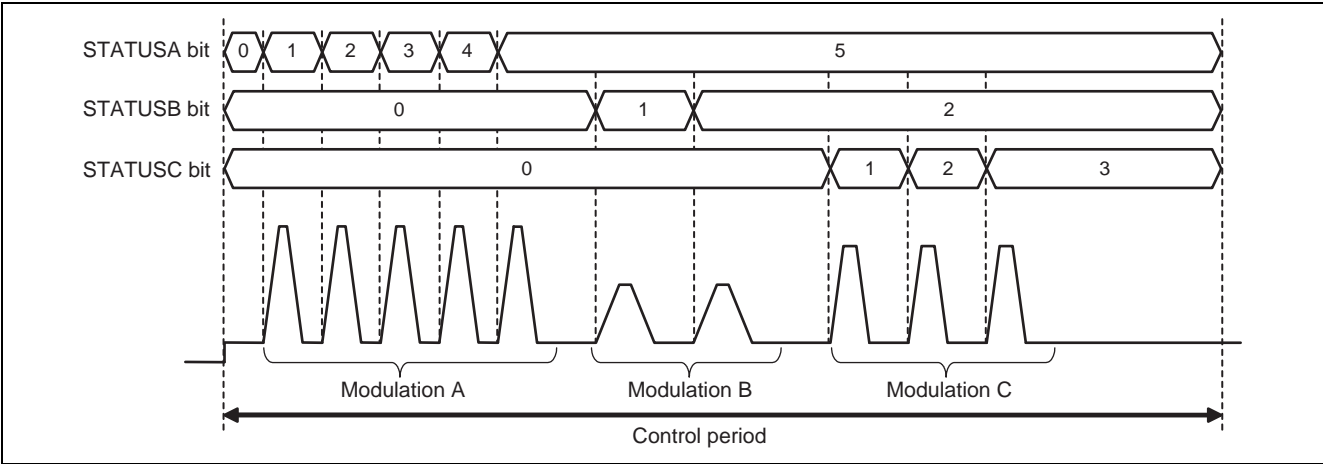 STATUSA bit 0 1 2 3 4 5
STATUSB bit 0 1 2
STATUSC bit 0 1 2 3
Modulation A Modulation B Modulation C
Control period